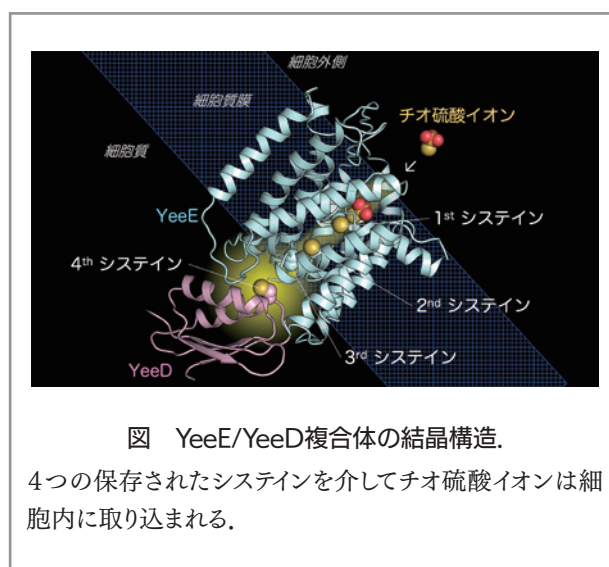 細胞外側
細胞質膜
チオ硫酸イオン
細胞質
YeeE
1st システイン
4th システイン
2nd システイン
3rd システイン
YeeD
図 YeeE/YeeD複合体の結晶構造.
4つの保存されたシステインを介してチオ硫酸イオンは細
胞内に取り込まれる.